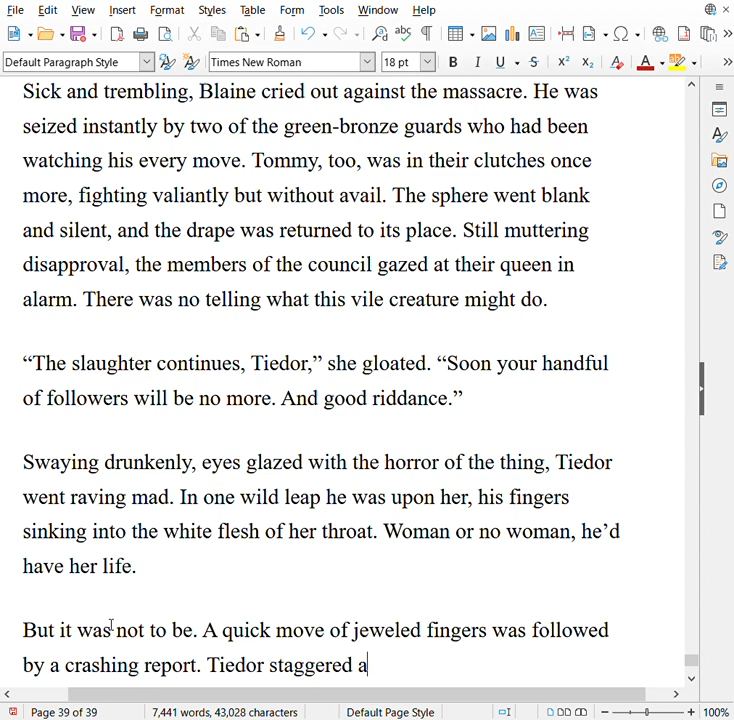 File Edit View Insert Format Styles Table Form Tools Window Help
Default Paragraph Style Times New Roman 18 pt B I U S X² X₂ A
Sick and trembling, Blaine cried out against the massacre. He was
seized instantly by two of the green-bronze guards who had been
watching his every move. Tommy, too, was in their clutches once
more, fighting valiantly but without avail. The sphere went blank
and silent, and the drape was returned to its place. Still muttering
disapproval, the members of the council gazed at their queen in
alarm. There was no telling what this vile creature might do.
“The slaughter continues, Tiedor,” she gloated. “Soon your handful
of followers will be no more. And good riddance.”
Swaying drunkenly, eyes glazed with the horror of the thing, Tiedor
went raving mad. In one wild leap he was upon her, his fingers
sinking into the white flesh of her throat. Woman or no woman, he’d
have her life.
But it was not to be. A quick move of jeweled fingers was followed
by a crashing report. Tiedor staggered a
Page 39 of 39 7,441 words, 43,028 characters Default Page Style 100%